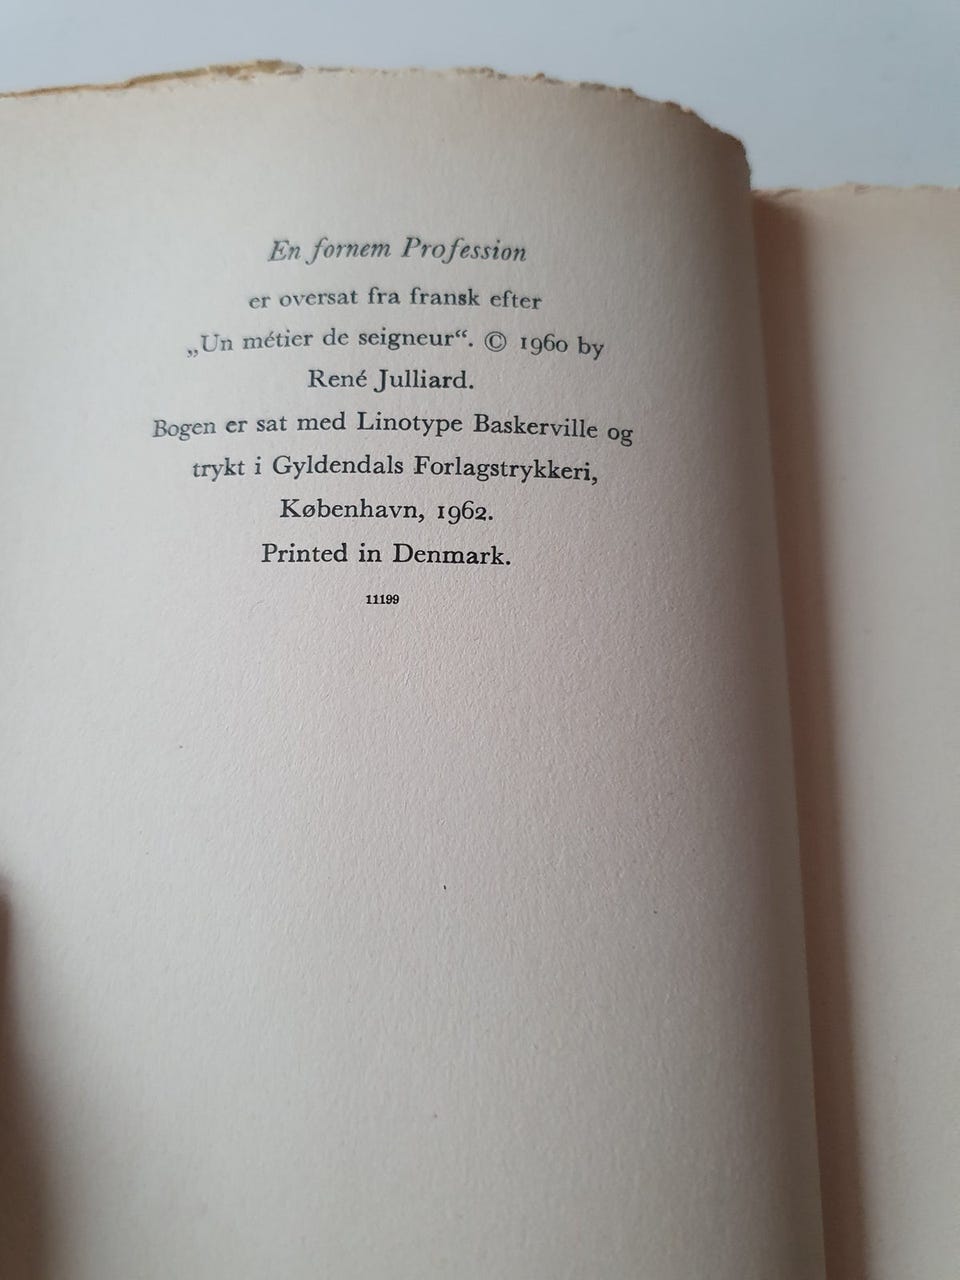 En fornem Profession
er oversat fra fransk efter
„Un métier de seigneur“. © 1960 by
René Julliard.
Bogen er sat med Linotype Baskerville og
trykt i Gyldendals Forlagstrykkeri,
København, 1962.
Printed in Denmark.
11199